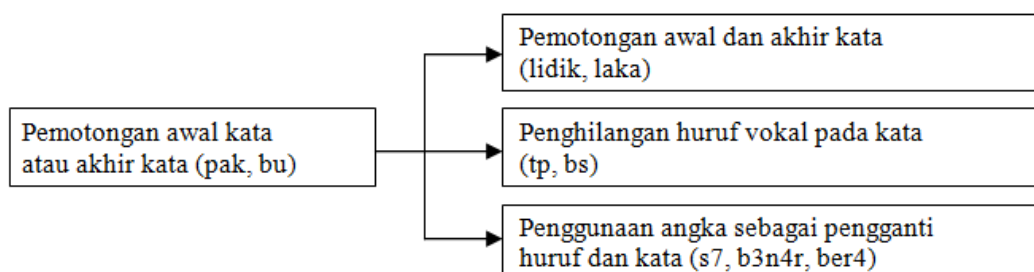 Pemotongan awal kata
atau akhir kata (pak, bu)
Pemotongan awal dan akhir kata
(lidik, laka)
Penghilangan huruf vokal pada kata
(tp, bs)
Penggunaan angka sebagai pengganti
huruf dan kata (s7, b3n4r, ber4)